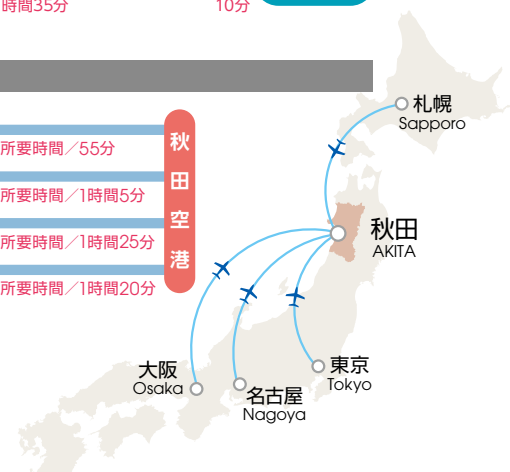 時間35分
10分
所要時間／55分
所要時間／1時間5分
所要時間／1時間25分
所要時間／1時間20分
秋田空港
札幌
Sapporo
秋田
AKITA
東京
Tokyo
大阪
Osaka
名古屋
Nagoya